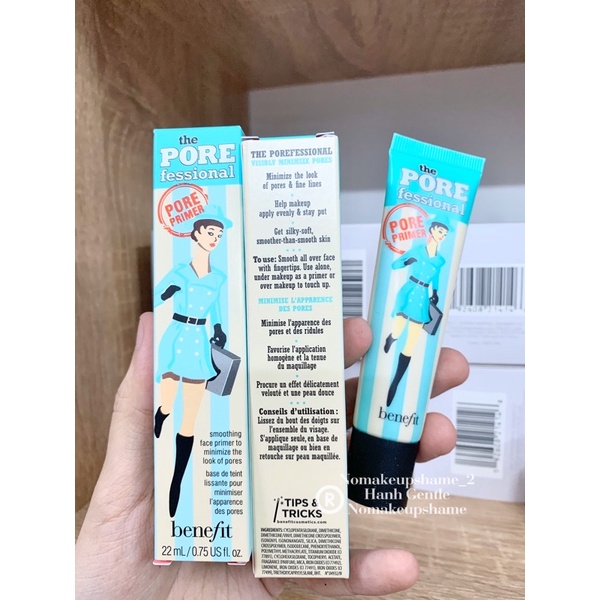 the
PORE
fessional
PORE
PRIMER
smoothing
face primer to
minimize the
look of pores
base de teint
lissante pour
minimiser
l'apparence
des pores
benefit
22 mL / 0.75 US fl. oz.
THE POREFESSIONAL
VISIBLY MINIMIZE PORES
Minimize the look
of pores & fine lines
Help makeup
apply evenly & stay put
Get silky-soft,
smoother-than-smooth skin
To use: Smooth all over face
with fingertips. Use alone,
under makeup as a primer or
over makeup to touch up.
MINIMISE L'APPARENCE
DES PORES
Minimise l'apparence des
pores et des ridules
Favorise l'application
homogène et la tenue
du maquillage
Procure un effet délicatement
velouté et une peau douce
Conseils d'utilisation :
Lissez du bout des doigts sur
l'ensemble du visage.
S'applique seule, en base de
maquillage ou bien en
retouche sur peau maquillée.
TIPS &
TRICKS
benefitcosmetics.com
INGREDIENTS: CYCLOPENTASILOXANE, DIMETHICONE,
the
PORE
fessional
PORE
PRIMER
benefit
Nomakeupshame_2
Hanh Gentle
® Nomakeupshame